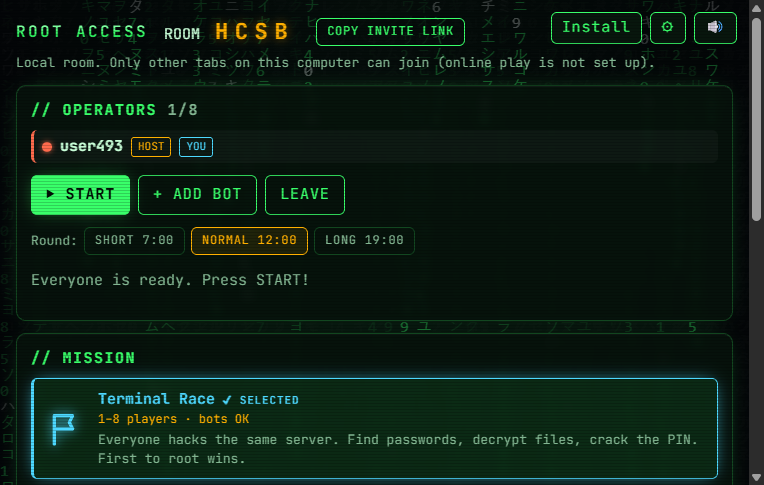 ROOT ACCESS ROOM HCSB COPY INVITE LINK Install
Local room. Only other tabs on this computer can join (online play is not set up).
// OPERATORS 1/8
user493 HOST YOU
▶ START + ADD BOT LEAVE
Round: SHORT 7:00 NORMAL 12:00 LONG 19:00
Everyone is ready. Press START!
// MISSION
Terminal Race ✓ SELECTED
1–8 players · bots OK
Everyone hacks the same server. Find passwords, decrypt files, crack the PIN.
First to root wins.